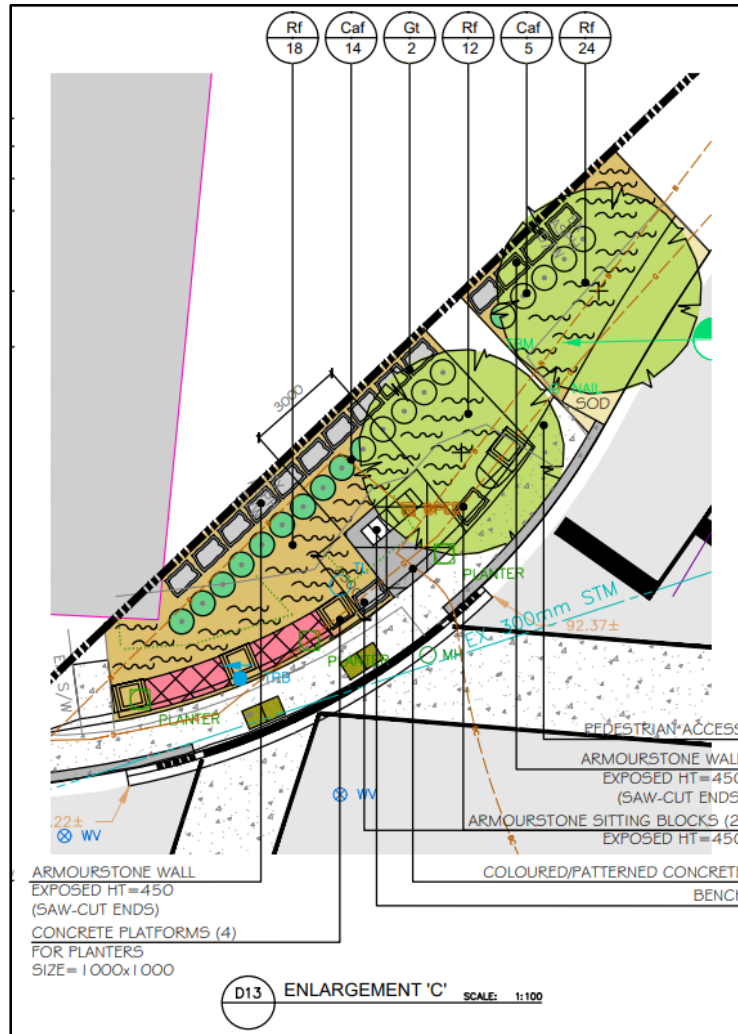 Rf Caf Gt Rf Caf Rf
18 14 2 12 5 24
3000
TBM
NAIL
SOD
TL
PLANTER
EX. 300mm STM
92.37±
PLANTER
MH
TRB
PLANTER
PEDESTRIAN ACCESS
ARMOURSTONE WALL
EXPOSED HT=450
(SAW-CUT ENDS
WV
.22±
WV
ARMOURSTONE SITTING BLOCKS (2
EXPOSED HT=450
ARMOURSTONE WALL
EXPOSED HT=450
(SAW-CUT ENDS)
COLOURED/PATTERNED CONCRETE
BENCH
CONCRETE PLATFORMS (4)
FOR PLANTERS
SIZE=1000x1000
D13 ENLARGEMENT 'C' SCALE: 1:100